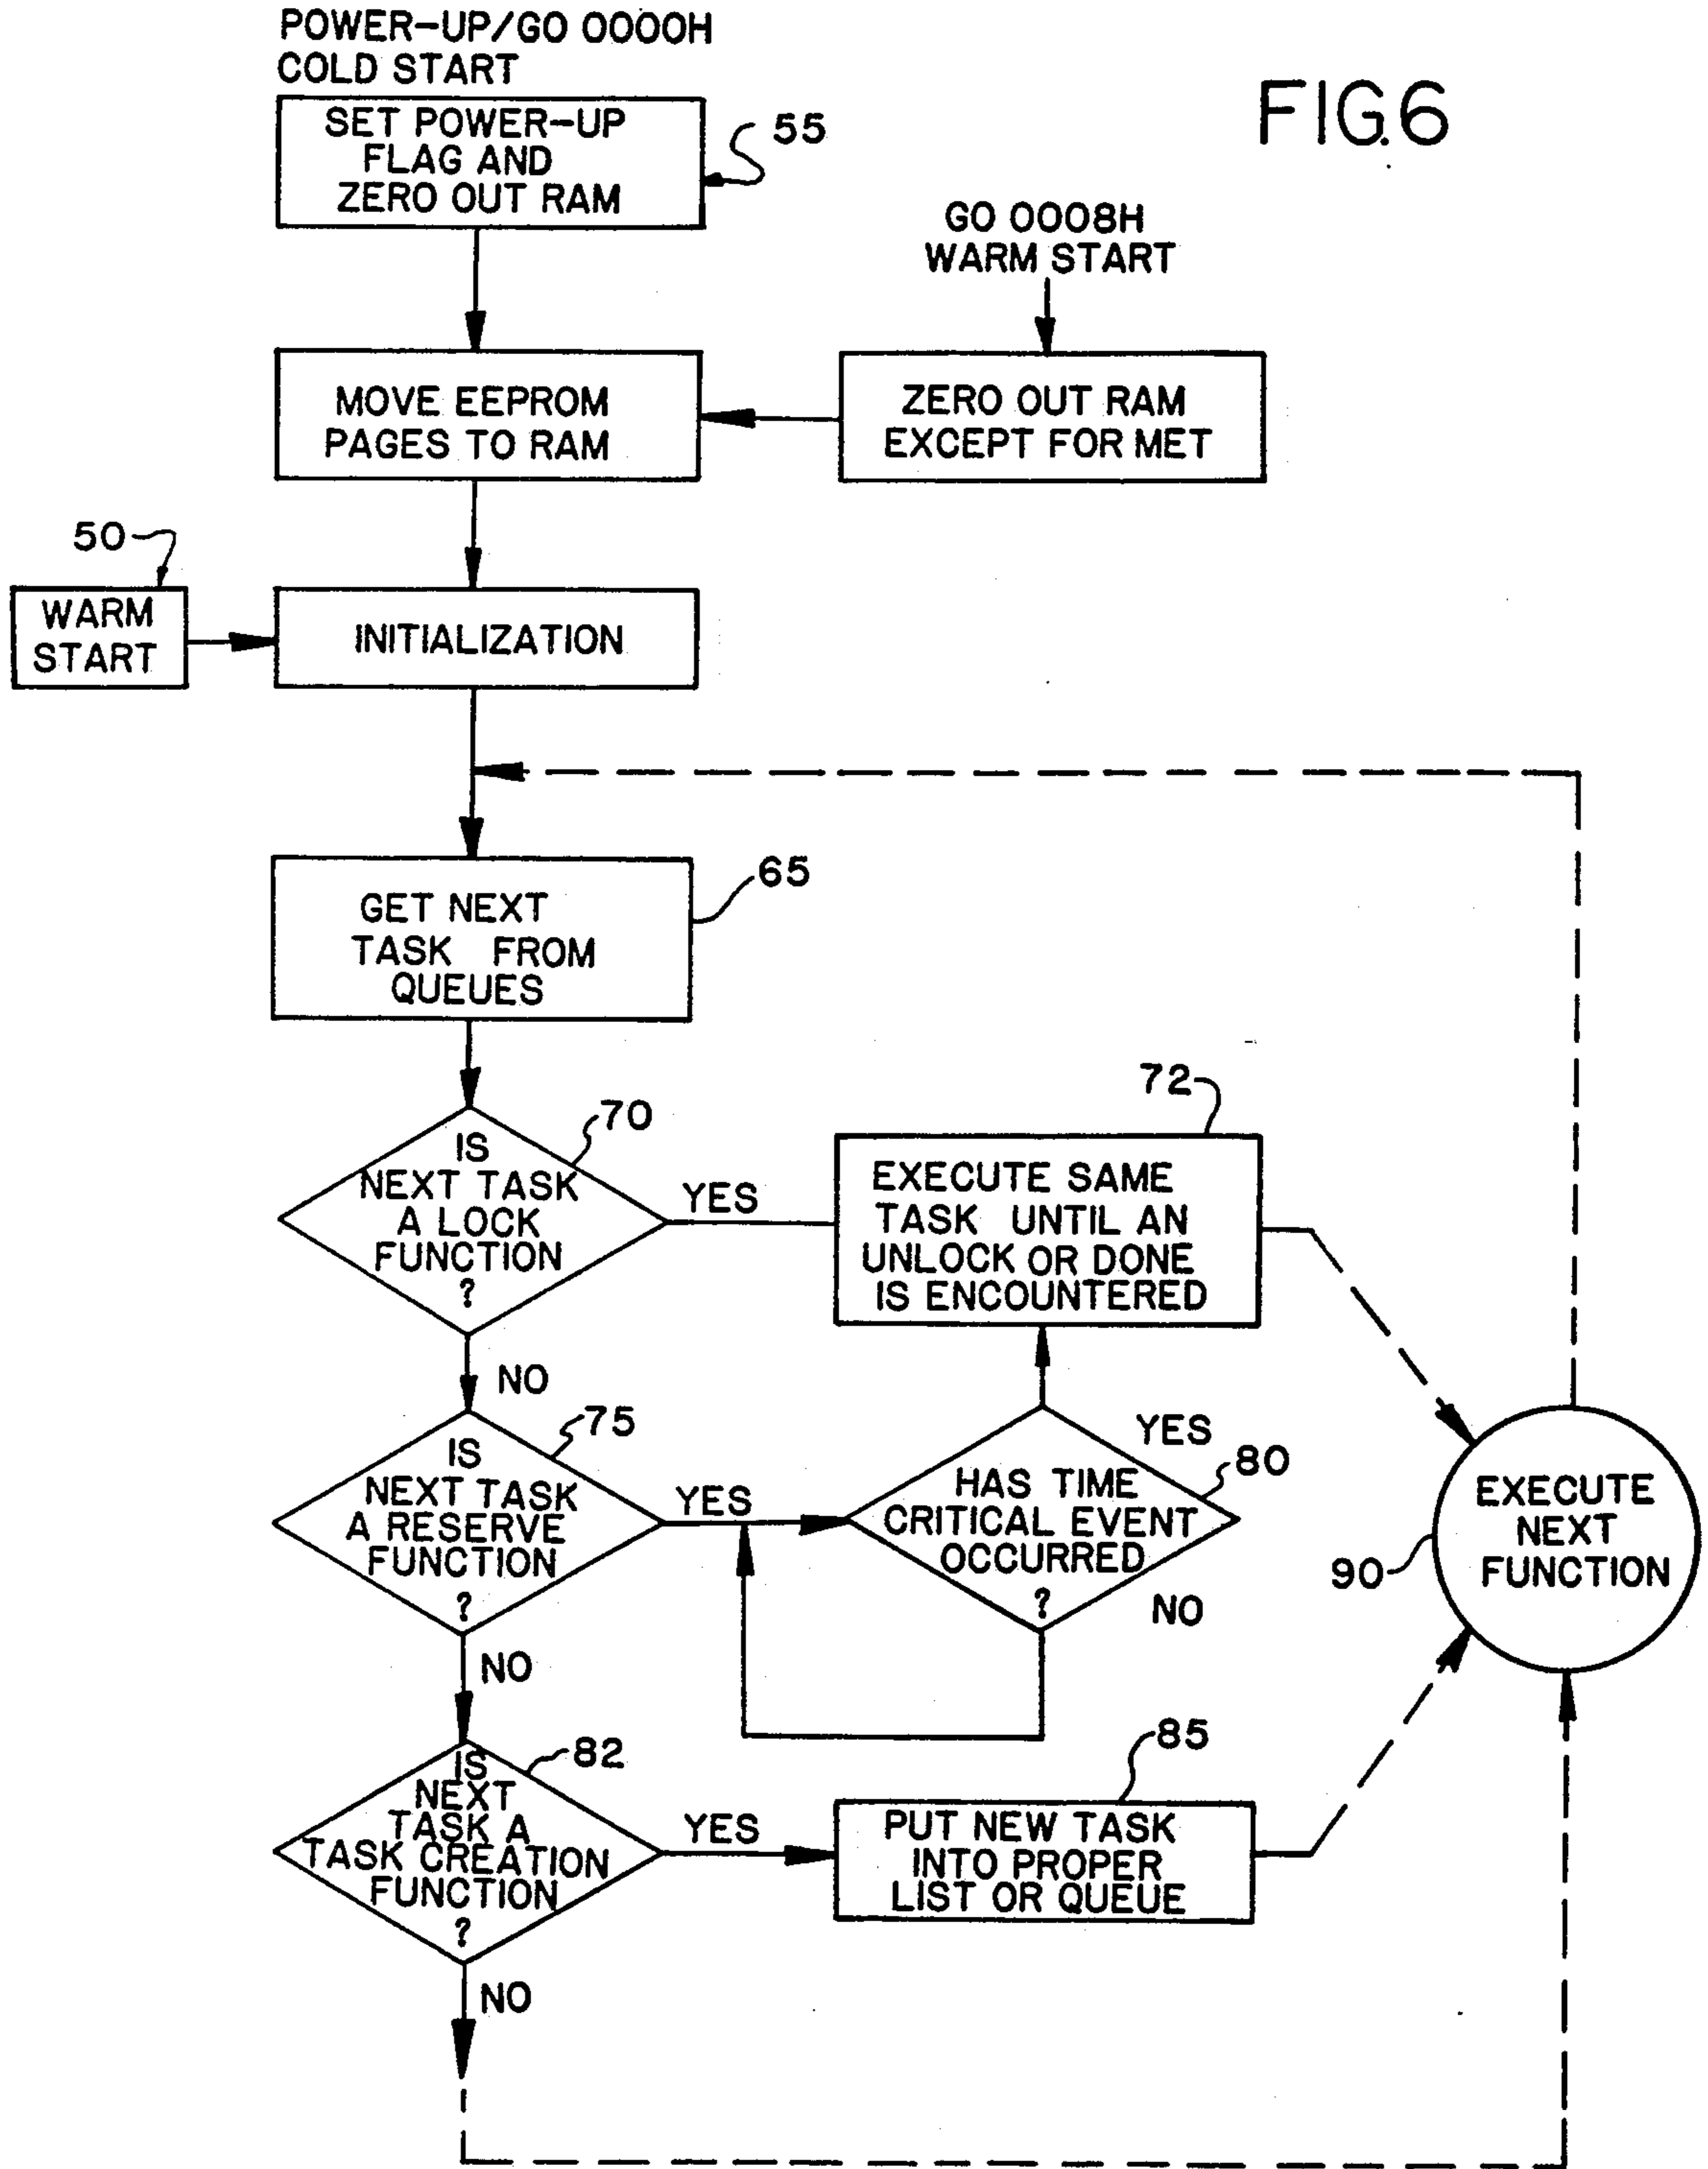 POWER-UP/GO 0000H
COLD START
FIG.6
SET POWER-UP
FLAG AND
ZERO OUT RAM
55
GO 0008H
WARM START
MOVE EEPROM
PAGES TO RAM
ZERO OUT RAM
EXCEPT FOR MET
50
WARM
START
INITIALIZATION
65
GET NEXT
TASK FROM
QUEUES
70
IS
NEXT TASK
A LOCK
FUNCTION
?
YES
72
EXECUTE SAME
TASK UNTIL AN
UNLOCK OR DONE
IS ENCOUNTERED
NO
75
IS
NEXT TASK
A RESERVE
FUNCTION
?
YES
YES
80
HAS TIME
CRITICAL EVENT
OCCURRED
?
NO
90
EXECUTE
NEXT
FUNCTION
NO
82
IS
NEXT
TASK A
TASK CREATION
FUNCTION
?
YES
85
PUT NEW TASK
INTO PROPER
LIST OR QUEUE
NO